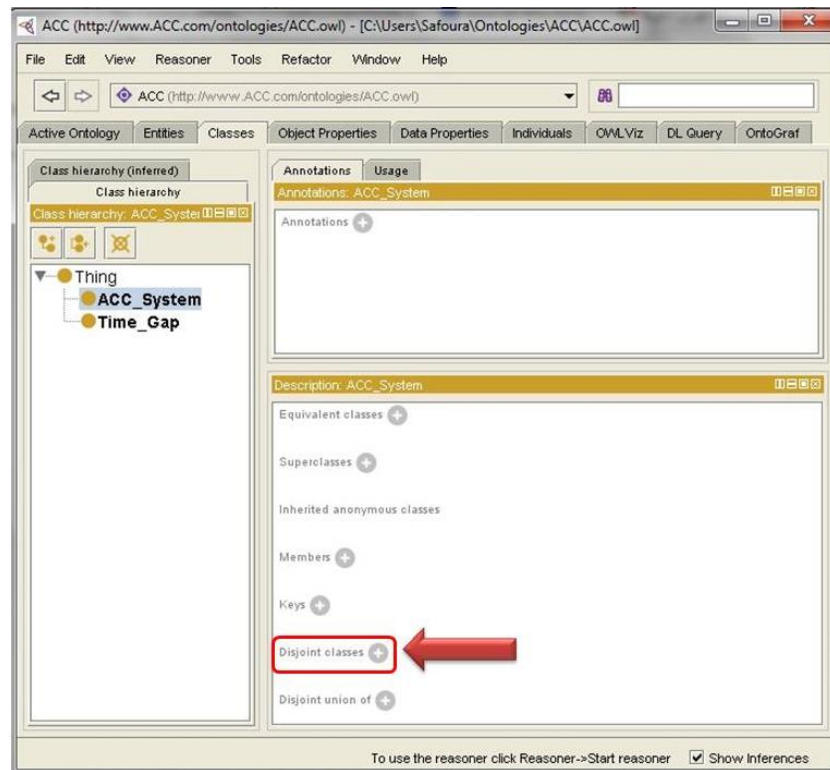 ACC (http://www.ACC.com/ontologies/ACC.owl) - [C:\Users\Safoura\Ontologies\ACC\ACC.owl]
File Edit View Reasoner Tools Refactor Window Help
ACC (http://www.ACC.com/ontologies/ACC.owl)
Active Ontology Entities Classes Object Properties Data Properties Individuals OWLViz DL Query OntoGraf
Class hierarchy (inferred)
Class hierarchy
Class hierarchy: ACC_Syster
Thing
ACC_System
Time_Gap
Annotations Usage
Annotations: ACC_System
Annotations
Description: ACC_System
Equivalent classes
Superclasses
Inherited anonymous classes
Members
Keys
Disjoint classes
Disjoint union of
To use the reasoner click Reasoner->Start reasoner Show Inferences